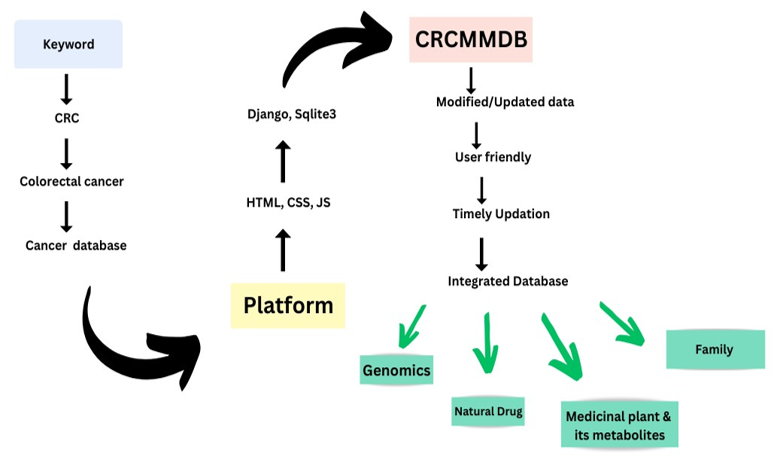 Keyword
CRC
Colorectal cancer
Cancer database
Platform
HTML, CSS, JS
Django, Sqlite3
CRCMMDB
Modified/Updated data
User friendly
Timely Updation
Integrated Database
Genomics
Natural Drug
Medicinal plant &
its metabolites
Family